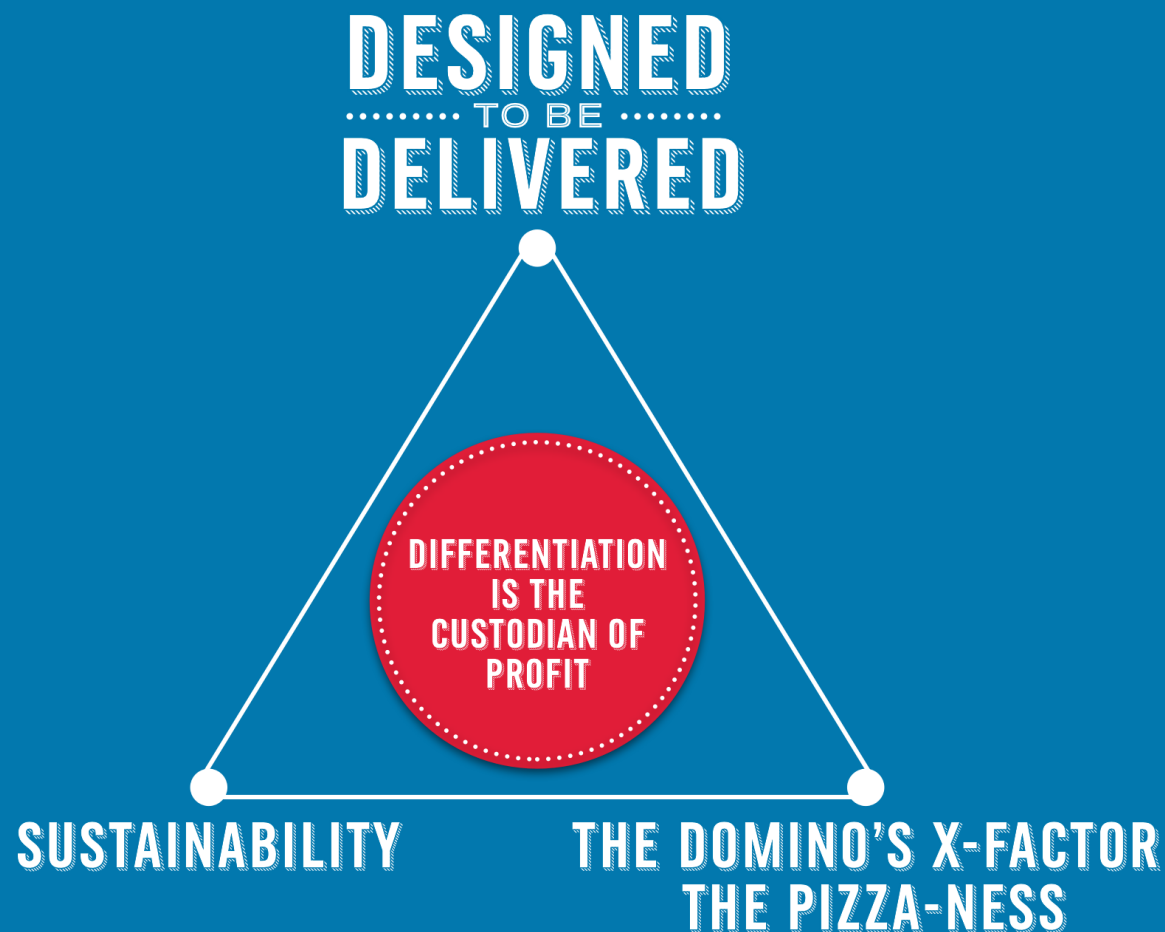 DESIGNED
TO BE
DELIVERED
DIFFERENTIATION
IS THE
CUSTODIAN OF
PROFIT
SUSTAINABILITY
THE DOMINO'S X-FACTOR
THE PIZZA-NESS